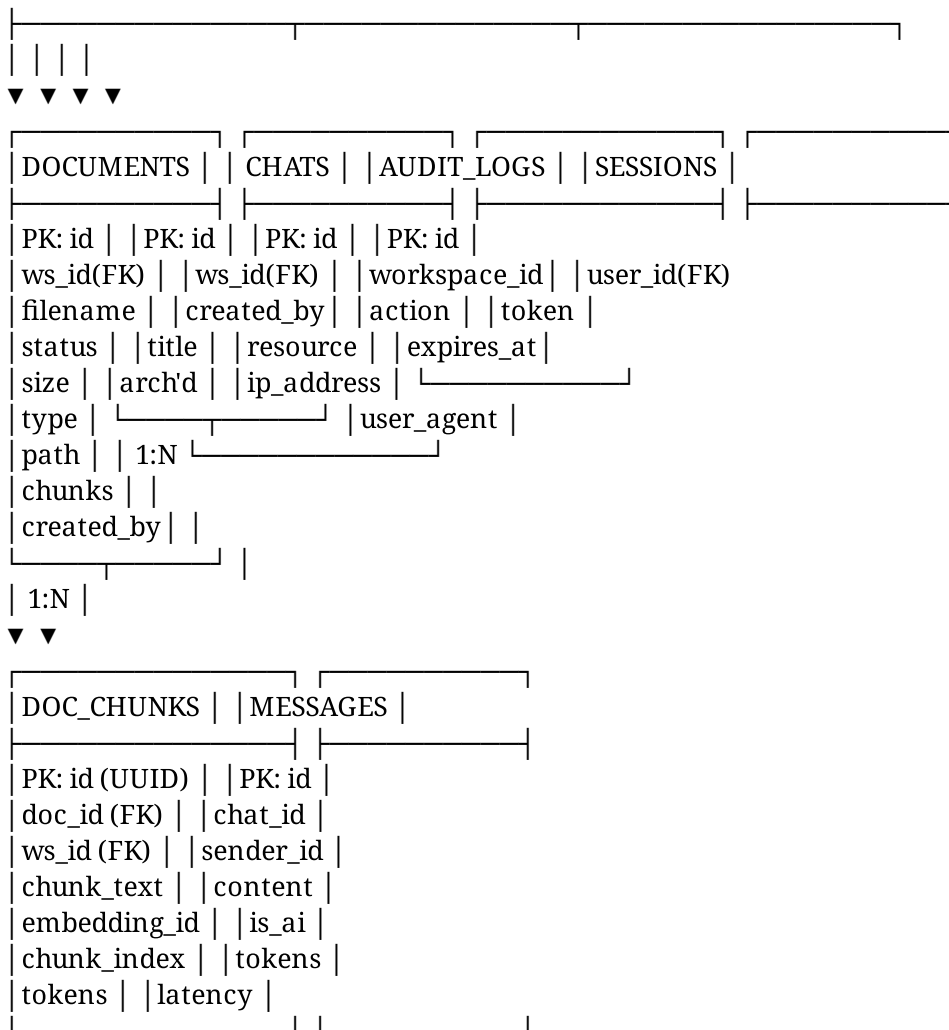 ├─────────────────┬─────────────────┬───────────────────┐
│ │ │ │
▼ ▼ ▼ ▼
┌────────────┐ ┌────────────┐ ┌───────────────┐ ┌────────────
│DOCUMENTS │ │ CHATS │ │AUDIT_LOGS │ │SESSIONS │
├────────────┤ ├────────────┤ ├───────────────┤ ├────────────
│PK: id │ │PK: id │ │PK: id │ │PK: id │
│ws_id(FK) │ │ws_id(FK) │ │workspace_id│ │user_id(FK)
│filename │ │created_by│ │action │ │token │
│status │ │title │ │resource │ │expires_at│
│size │ │arch'd │ │ip_address │ └────────────┘
│type │ └─────┬──────┘ │user_agent │
│path │ │ 1:N └──────────────┘
│chunks │ │
│created_by│ │
└─────┬──────┘ │
│ 1:N │
▼ ▼
┌─────────────────┐ ┌────────────┐
│DOC_CHUNKS │ │MESSAGES │
├─────────────────┤ ├────────────┤
│PK: id (UUID) │ │PK: id │
│doc_id (FK) │ │chat_id │
│ws_id (FK) │ │sender_id │
│chunk_text │ │content │
│embedding_id │ │is_ai │
│chunk_index │ │tokens │
│tokens │ │latency │